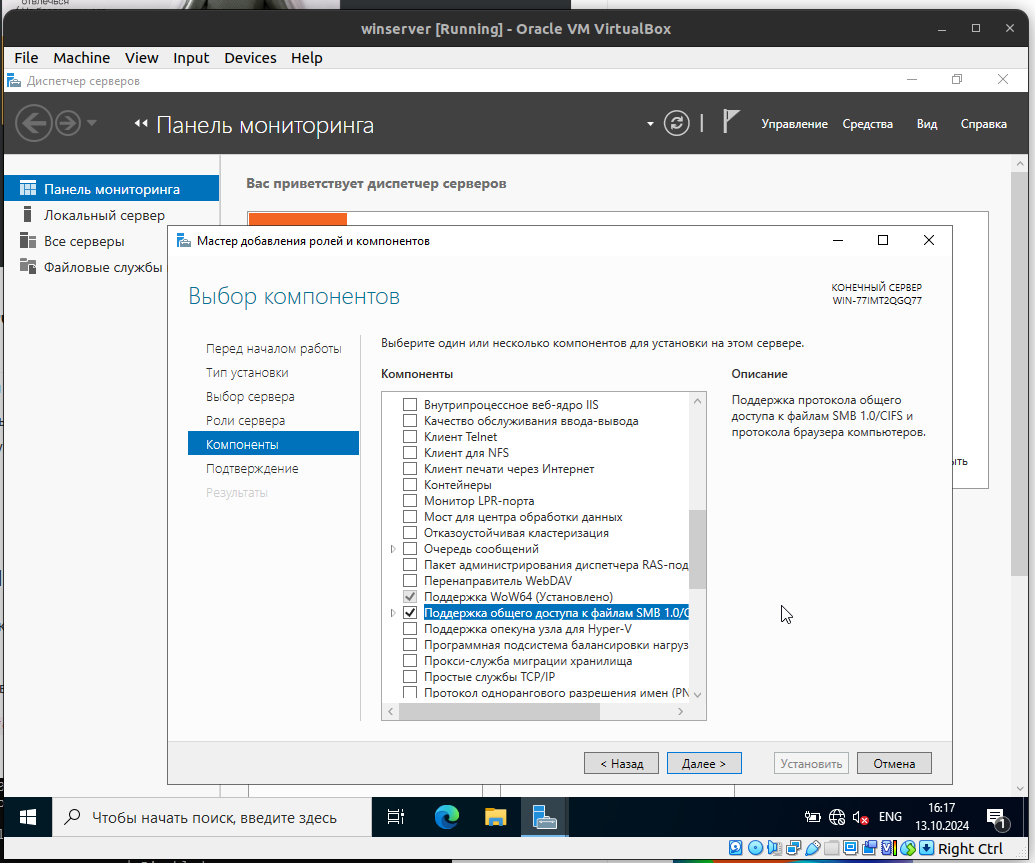 отвлечься
winserver [Running] - Oracle VM VirtualBox
File Machine View Input Devices Help
Диспетчер серверов
Панель мониторинга
Управление Средства Вид Справка
Панель мониторинга
Локальный сервер
Все серверы
Файловые службы
Вас приветствует диспетчер серверов
Мастер добавления ролей и компонентов
Выбор компонентов
КОНЕЧНЫЙ СЕРВЕР
WIN-77IMT2QGQ77
Перед началом работы
Тип установки
Выбор сервера
Роли сервера
Компоненты
Подтверждение
Результаты
Выберите один или несколько компонентов для установки на этом сервере.
Компоненты
Внутрипроцессное веб-ядро IIS
Качество обслуживания ввода-вывода
Клиент Telnet
Клиент для NFS
Клиент печати через Интернет
Контейнеры
Монитор LPR-порта
Мост для центра обработки данных
Отказоустойчивая кластеризация
Очередь сообщений
Пакет администрирования диспетчера RAS-под
Перенаправитель WebDAV
Поддержка WoW64 (Установлено)
Поддержка общего доступа к файлам SMB 1.0/C
Поддержка опекуна узла для Hyper-V
Программная подсистема балансировки нагруз
Прокси-служба миграции хранилища
Простые службы TCP/IP
Протокол однорангового разрешения имен (PN
Описание
Поддержка протокола общего
доступа к файлам SMB 1.0/CIFS и
протокола браузера компьютеров.
ыть
< Назад Далее > Установить Отмена
Чтобы начать поиск, введите здесь
ENG
16:17
13.10.2024
1
Right Ctrl